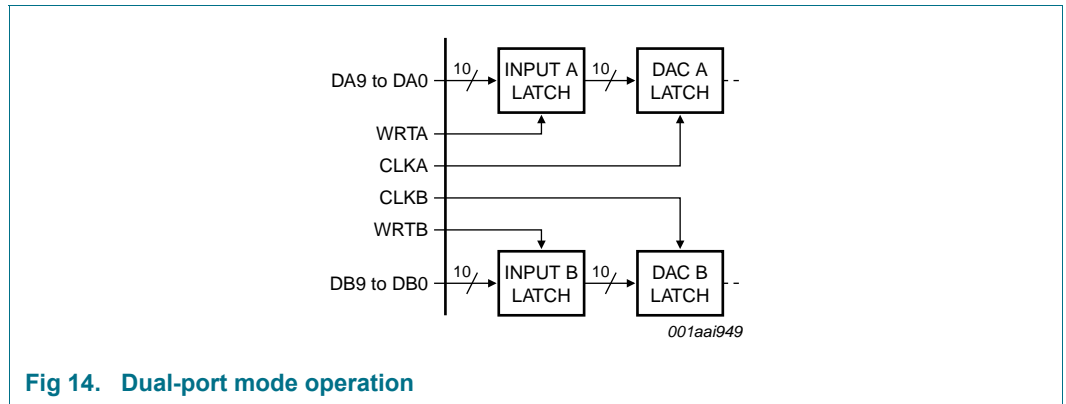 DA9 to DA0
10
INPUT A
LATCH
10
DAC A
LATCH
WRTA
CLKA
CLKB
WRTB
DB9 to DB0
10
INPUT B
LATCH
10
DAC B
LATCH
001aai949
Fig 14. Dual-port mode operation